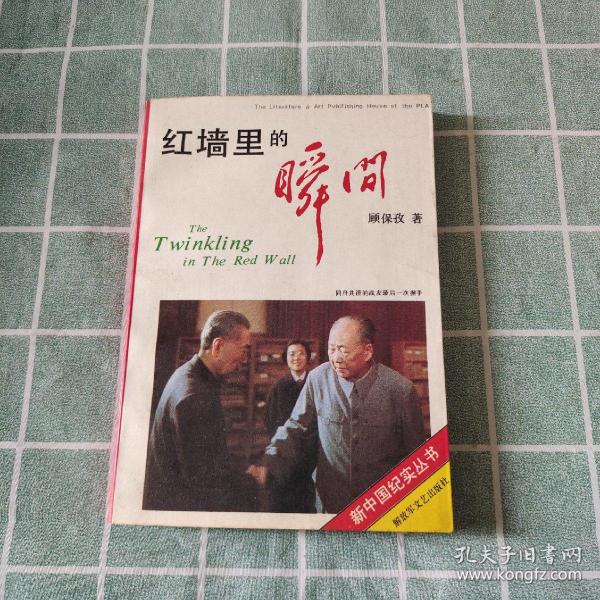 The Literature & Art Publishing House of the PLA
红墙里的
瞬间
顾保孜 著
The
Twinkling
in The Red Wall
同舟共济的战友最后一次握手
新中国纪实丛书
解放军文艺出版社
孔夫子旧书网
www.kongfz.com